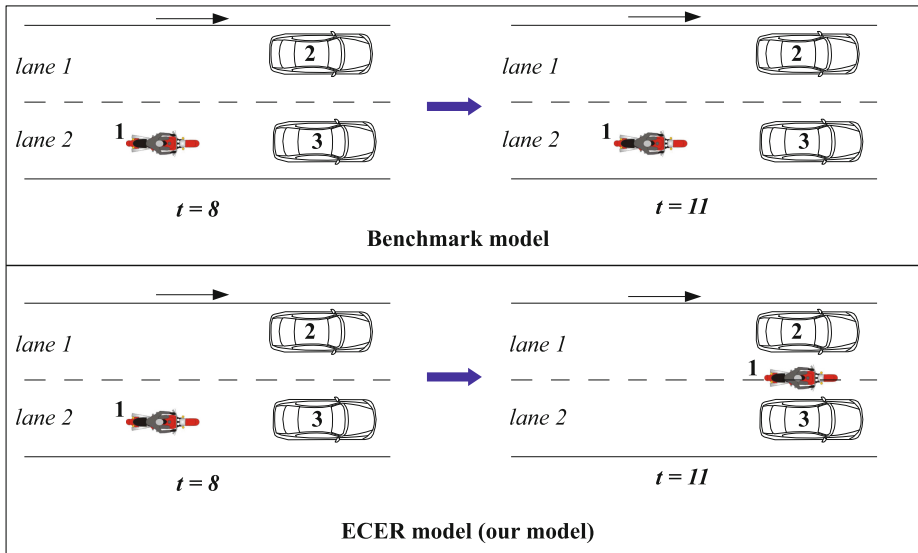 lane 1
2
lane 2
1
3
t = 8
lane 1
2
lane 2
1
3
t = 11
Benchmark model
lane 1
2
lane 2
1
3
t = 8
lane 1
2
1
lane 2
3
t = 11
ECER model (our model)